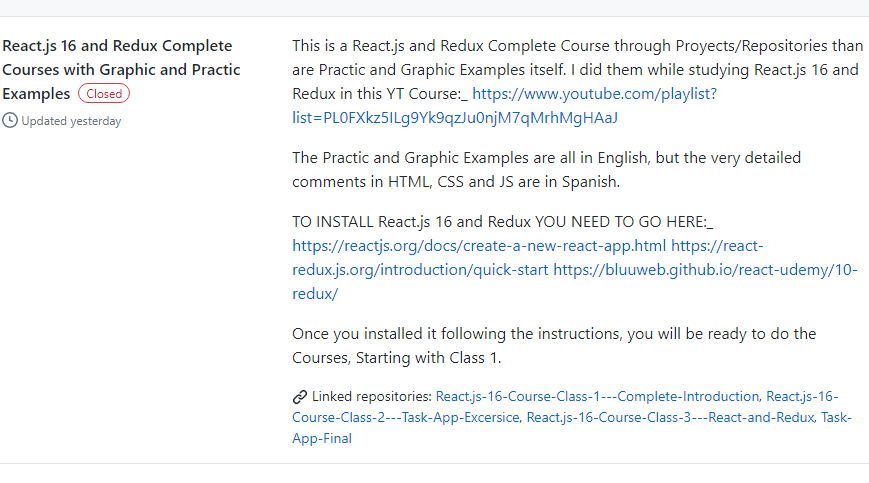 React.js 16 and Redux Complete
Courses with Graphic and Practic
Examples Closed
Updated yesterday
This is a React.js and Redux Complete Course through Proyects/Repositories than
are Practic and Graphic Examples itself. I did them while studying React.js 16 and
Redux in this YT Course:_ https://www.youtube.com/playlist?
list=PL0FXkz5ILg9Yk9qzJu0njM7qMrhMgHAaJ
The Practic and Graphic Examples are all in English, but the very detailed
comments in HTML, CSS and JS are in Spanish.
TO INSTALL React.js 16 and Redux YOU NEED TO GO HERE:_
https://reactjs.org/docs/create-a-new-react-app.html https://react-
redux.js.org/introduction/quick-start https://bluuweb.github.io/react-udemy/10-
redux/
Once you installed it following the instructions, you will be ready to do the
Courses, Starting with Class 1.
Linked repositories: React.js-16-Course-Class-1---Complete-Introduction, React.js-16-
Course-Class-2---Task-App-Excersice, React.js-16-Course-Class-3---React-and-Redux, Task-
App-Final